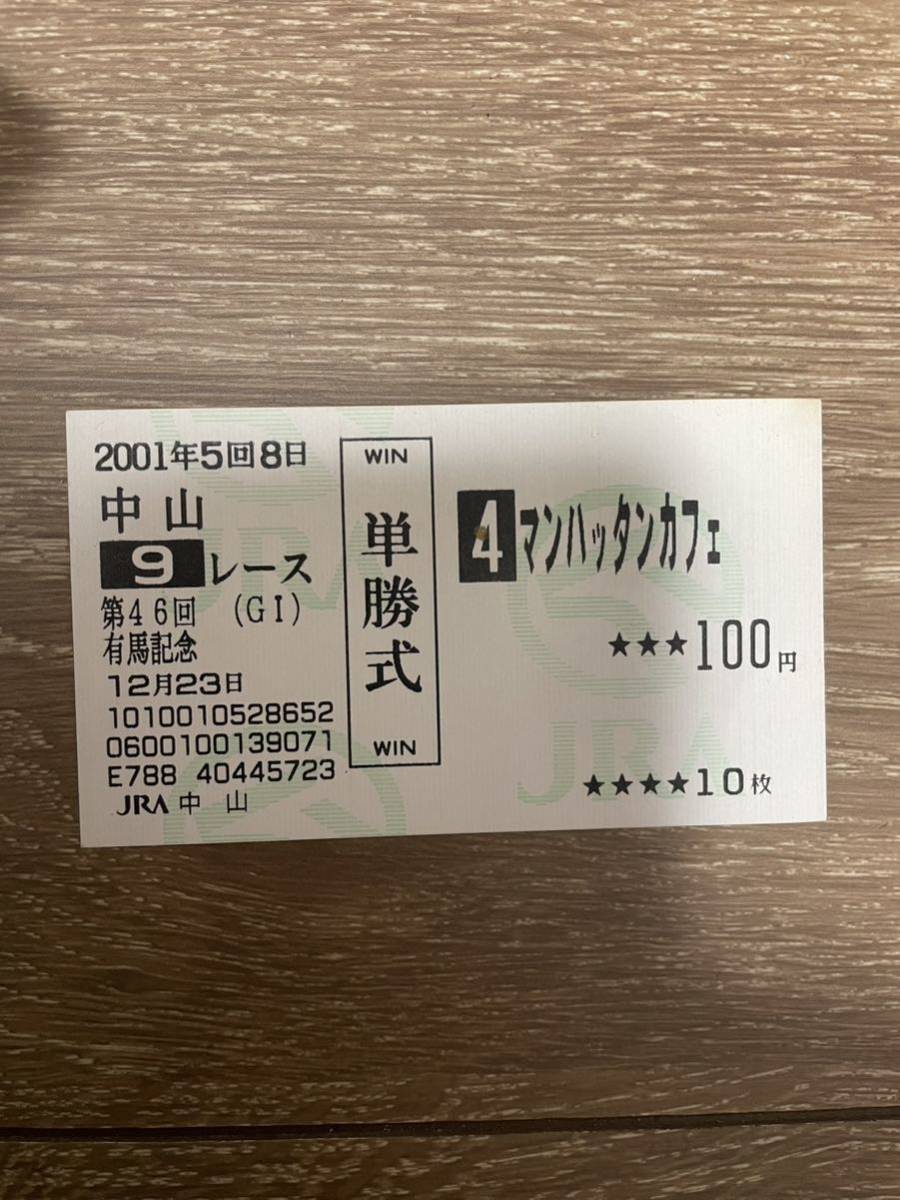 2001年5回8日
中山
9レース
第46回 (GI)
有馬記念
12月23日
1010010528652
0600100139071
E788 40445723
JRA 中 山
WIN
単勝式
WIN
4 マンハッタンカフェ
★★★100円
★★★★10枚
JRA
JRA